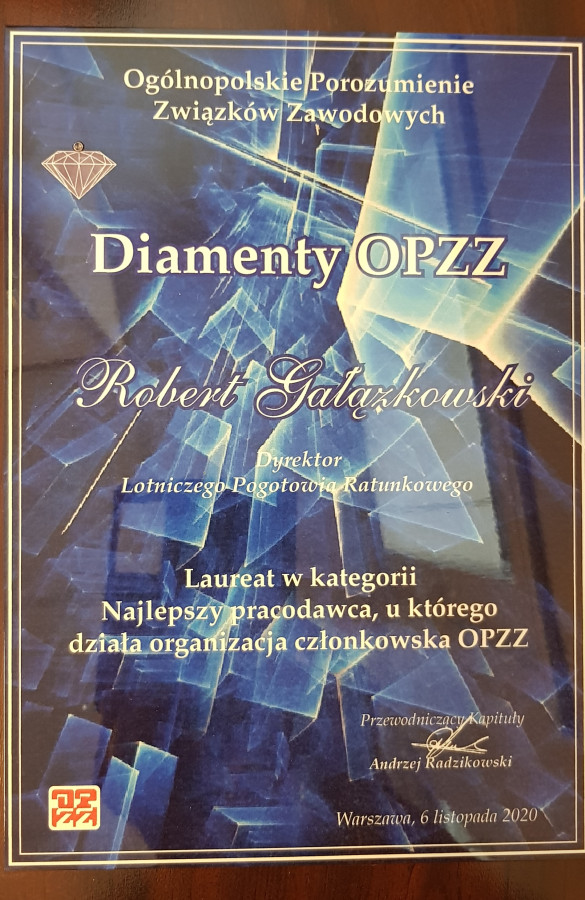 Ogólnopolskie Porozumienie
Związków Zawodowych
Diamenty OPZZ
Robert Gałązkowski
Dyrektor
Lotniczego Pogotowia Ratunkowego
Laureat w kategorii
Najlepszy pracodawca, u którego
działa organizacja członkowska OPZZ
Przewodniczący Kapituły
Andrzej Radzikowski
OPZZ
Warszawa, 6 listopada 2020